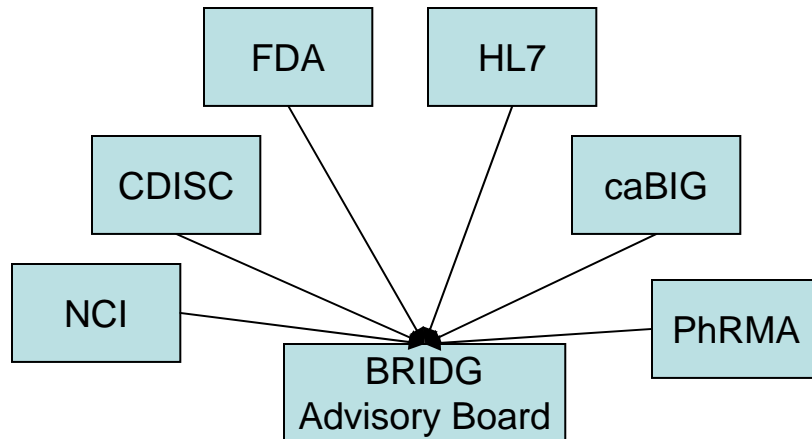 FDA
HL7
CDISC
caBIG
NCI
PhRMA
BRIDG
Advisory Board